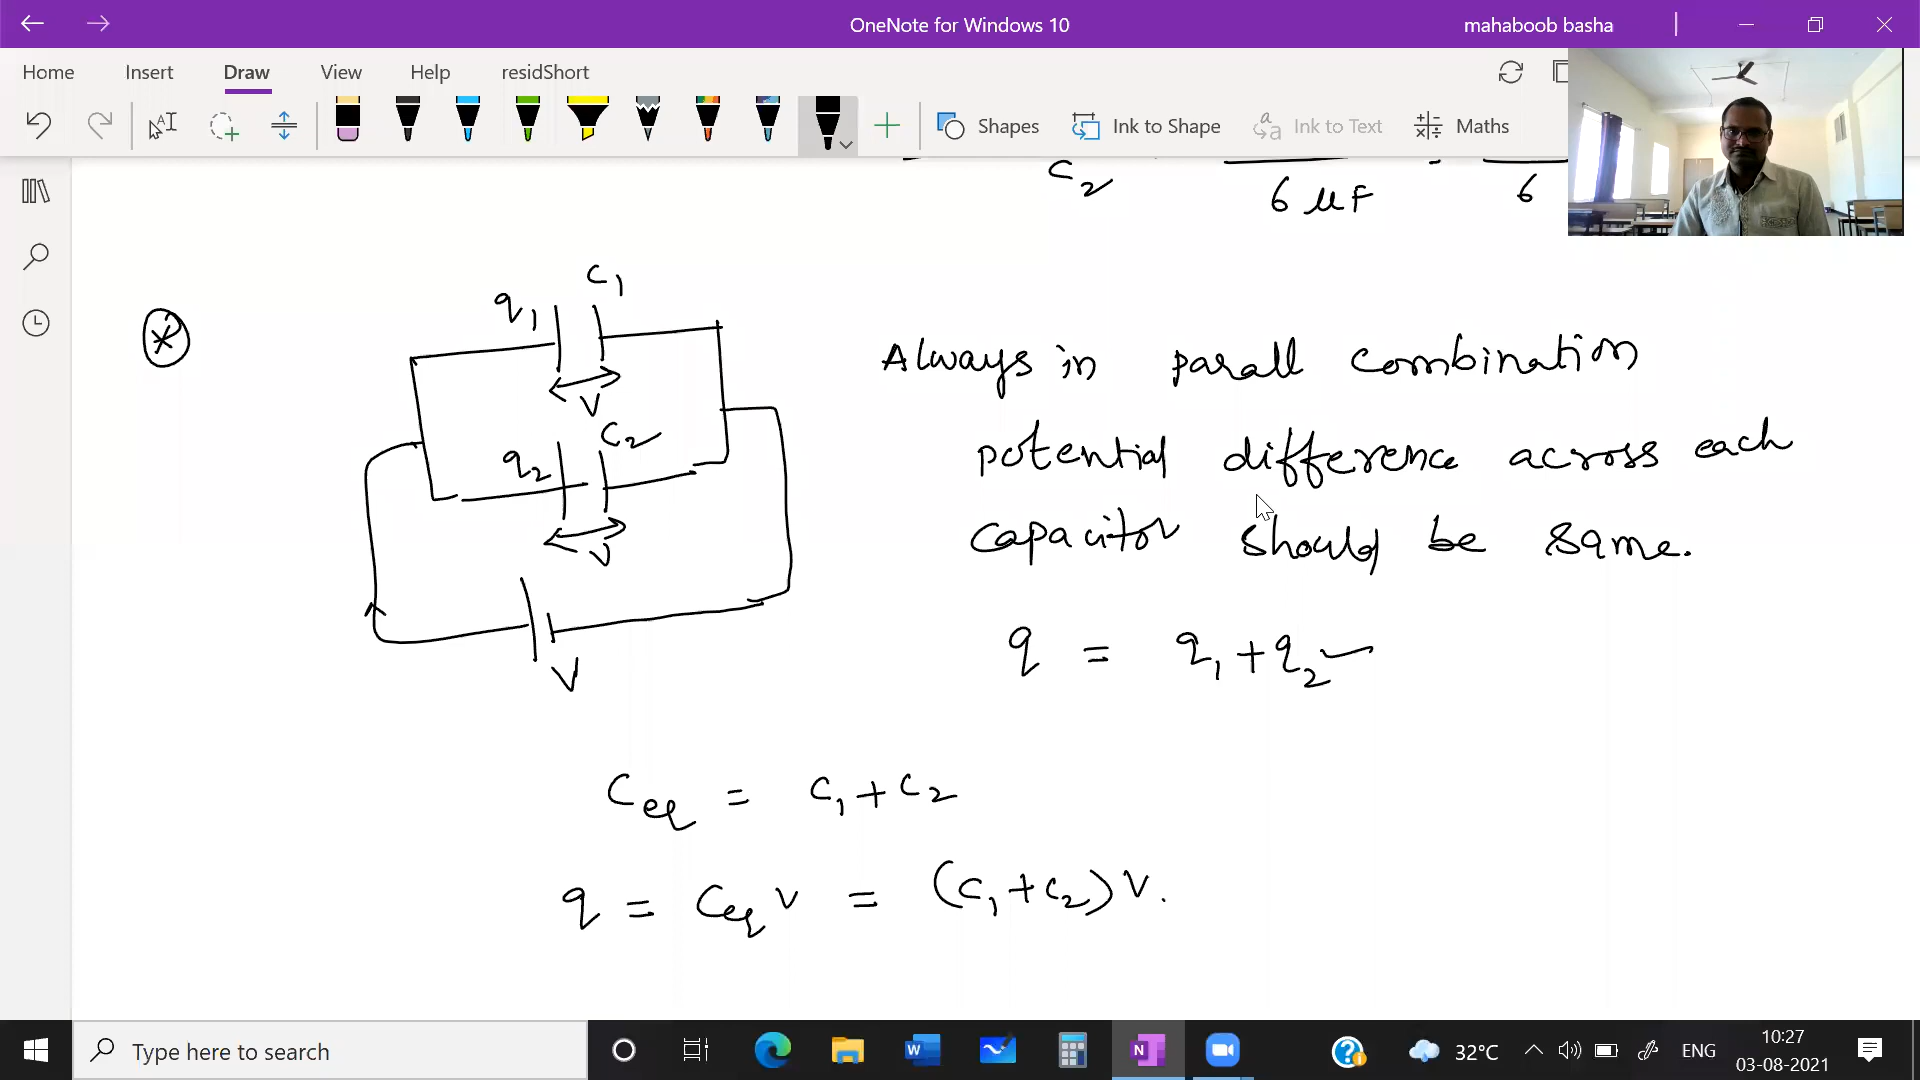 OneNote for Windows 10
mahaboob basha
Home Insert Draw View Help residShort
Shapes Ink to Shape Ink to Text Maths
C2 6 μF = 6
*
q1 C1
V
q2 C2
V
V
Always in parall combination
potential difference across each
capacitor should be same.
q = q1 + q2
Ceq = C1 + C2
q = Ceq V = (C1 + C2) V.
Type here to search
32°C ENG 10:27
03-08-2021